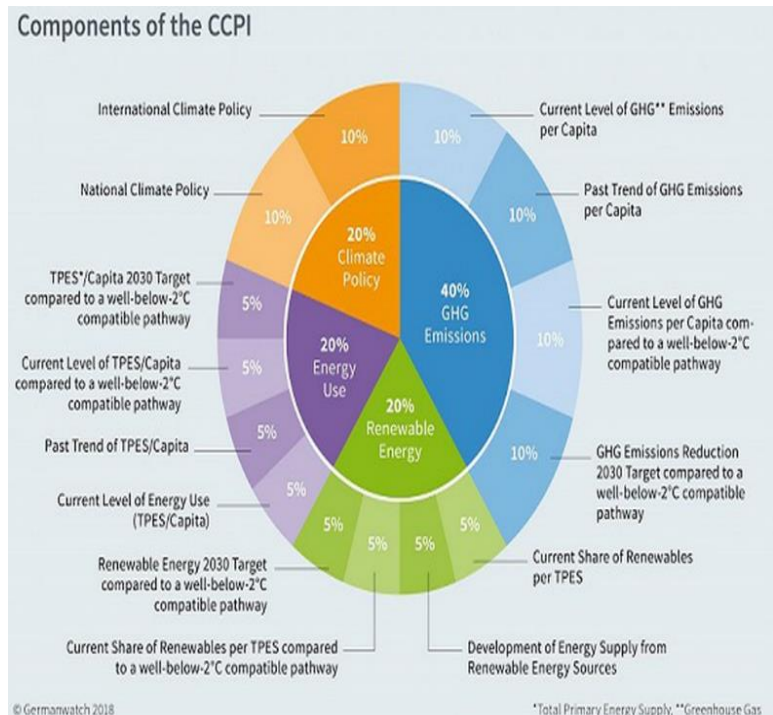 Components of the CCPI
International Climate Policy
10%
10%
Current Level of GHG** Emissions
per Capita
National Climate Policy
10%
10%
Past Trend of GHG Emissions
per Capita
20%
Climate
Policy
40%
GHG
Emissions
TPES*/Capita 2030 Target
compared to a well-below-2°C
compatible pathway
5%
10%
Current Level of GHG
Emissions per Capita com-
pared to a well-below-2°C
compatible pathway
20%
Energy
Use
Current Level of TPES/Capita
compared to a well-below-2°C
compatible pathway
5%
20%
Renewable
Energy
Past Trend of TPES/Capita
5%
10%
GHG Emissions Reduction
2030 Target compared to a
well-below-2°C compatible
pathway
Current Level of Energy Use
(TPES/Capita)
5%
5%
5%
5%
5%
Renewable Energy 2030 Target
compared to a well-below-2°C
compatible pathway
Current Share of Renewables
per TPES
Current Share of Renewables per TPES compared
to a well-below-2°C compatible pathway
Development of Energy Supply from
Renewable Energy Sources
© Germanwatch 2018
*Total Primary Energy Supply, **Greenhouse Gas